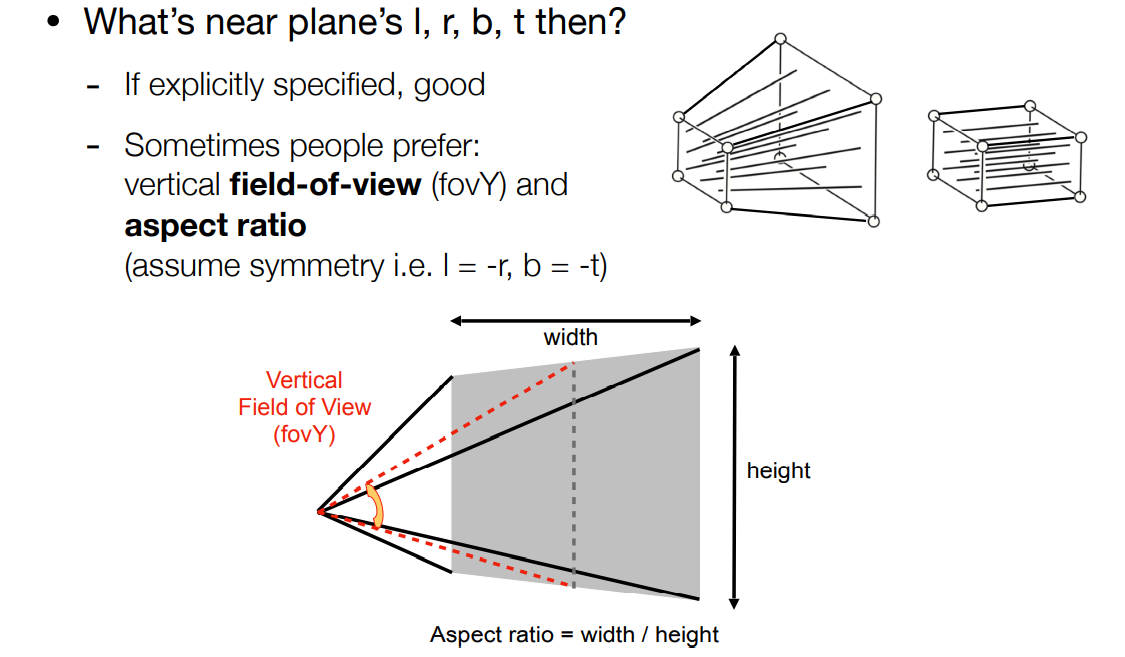 • What's near plane's l, r, b, t then?
- If explicitly specified, good
- Sometimes people prefer:
vertical field-of-view (fovY) and
aspect ratio
(assume symmetry i.e. l = -r, b = -t)
width
Vertical
Field of View
(fovY)
height
Aspect ratio = width / height